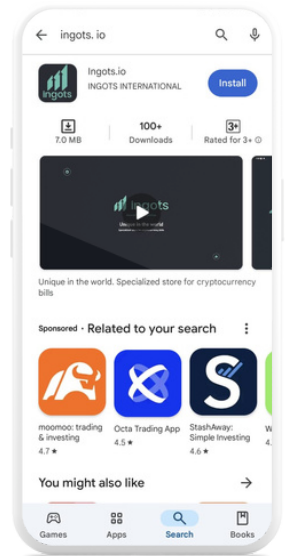 ingots. io
ingots
Ingots.io
INGOTS INTERNATIONAL
Install
7.0 MB
100+
Downloads
3+
Rated for 3+
Ingots
Unique in the world
Unique in the world. Specialized store for cryptocurrency
bills
Sponsored · Related to your search
moomoo: trading
& investing
4.7 ★
Octa Trading App
4.5 ★
StashAway:
Simple Investing
4.6 ★
W
4.
You might also like
Games
Apps
Search
Books